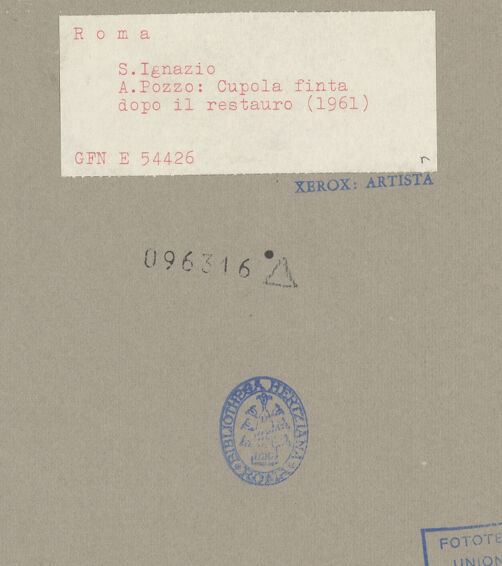 Roma
S.Ignazio
A.Pozzo: Cupola finta
dopo il restauro (1961)
GFN E 54426
XEROX: ARTISTA
096316
BIBLIOTHECA HERTZIANA
ROMA
FOTOTE
UNION